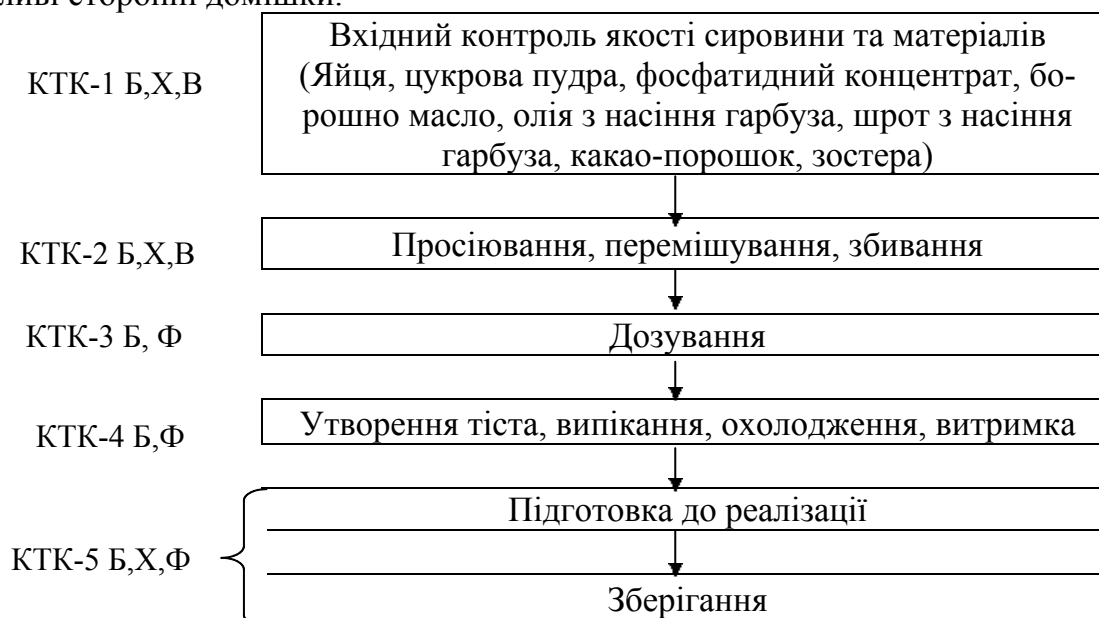 сторонні домішки.
Вхідний контроль якості сировини та матеріалів
КТК-1 Б,Х,В
(Яйця, цукрова пудра, фосфатидний концентрат, бо-
рошно масло, олія з насіння гарбуза, шрот з насіння
гарбуза, какао-порошок, зостера)
КТК-2 Б,Х,В
Просіювання, перемішування, збивання
КТК-3 Б, Ф
Дозування
КТК-4 Б,Ф
Утворення тіста, випікання, охолодження, витримка
Підготовка до реалізації
КТК-5 Б,Х,Ф
Зберігання